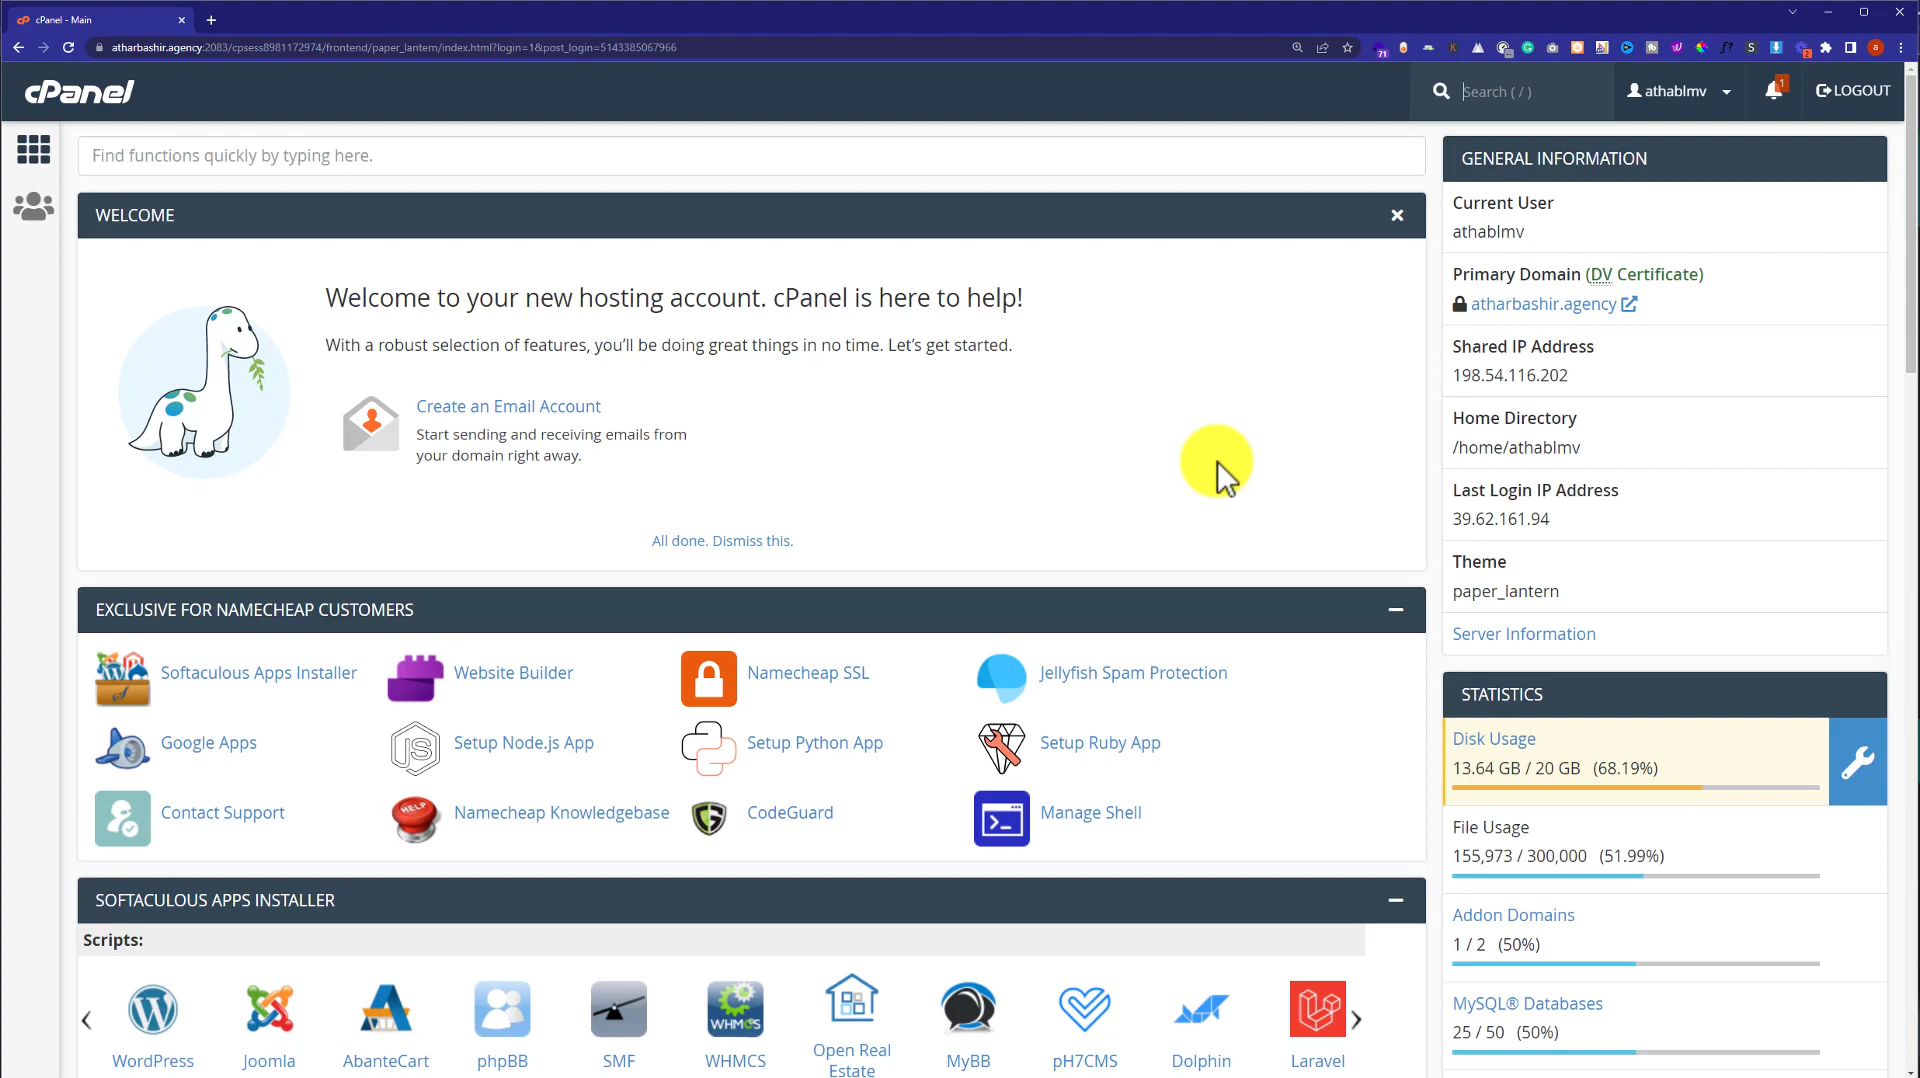 cPanel - Main
atharbashir.agency:2083/cpsess8981172974/frontend/paper_lantern/index.html?login=1&post_login=5143385067966
71
2
cPanel
Search ( / )
athablmv
1
LOGOUT
Find functions quickly by typing here.
WELCOME
Welcome to your new hosting account. cPanel is here to help!
With a robust selection of features, you’ll be doing great things in no time. Let’s get started.
Create an Email Account
Start sending and receiving emails from
your domain right away.
All done. Dismiss this.
EXCLUSIVE FOR NAMECHEAP CUSTOMERS
Softaculous Apps Installer
Website Builder
Namecheap SSL
Jellyfish Spam Protection
Google Apps
JS
Setup Node.js App
Setup Python App
Setup Ruby App
Contact Support
HELP
Namecheap Knowledgebase
CodeGuard
Manage Shell
SOFTACULOUS APPS INSTALLER
Scripts:
WHMCS
WordPress
Joomla
AbanteCart
phpBB
SMF
WHMCS
Open Real
Estate
MyBB
pH7CMS
Dolphin
Laravel
GENERAL INFORMATION
Current User
athablmv
Primary Domain (DV Certificate)
atharbashir.agency
Shared IP Address
198.54.116.202
Home Directory
/home/athablmv
Last Login IP Address
39.62.161.94
Theme
paper_lantern
Server Information
STATISTICS
Disk Usage
13.64 GB / 20 GB (68.19%)
File Usage
155,973 / 300,000 (51.99%)
Addon Domains
1 / 2 (50%)
MySQL® Databases
25 / 50 (50%)